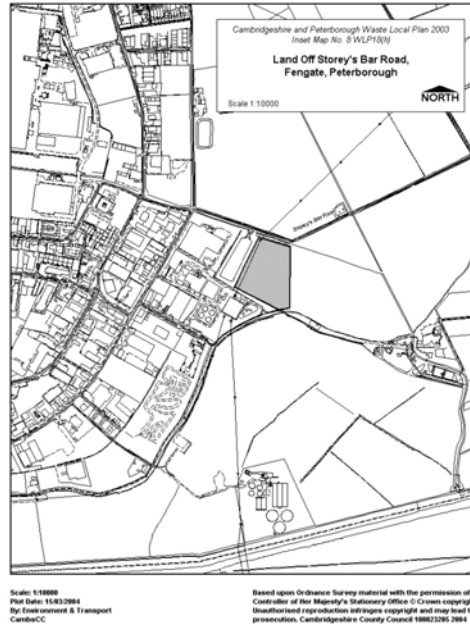 Cambridgeshire and Peterborough Waste Local Plan 2003
Inset Map No. 8 WLP18(h)
Land Off Storey's Bar Road,
Fengate, Peterborough
Scale 1:10000
NORTH
Storey's Bar Road
Scale: 1:10000
Plot Date: 15/03/2004
By: Environment & Transport
CambsCC
Based upon Ordnance Survey material with the permission of
Controller of Her Majesty's Stationery Office © Crown copyrig
Unauthorised reproduction infringes copyright and may lead t
prosecution. Cambridgeshire County Council 100023205 2004